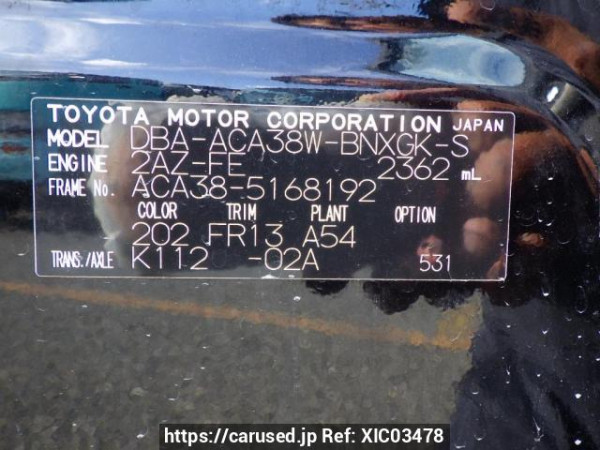 TOYOTA MOTOR CORPORATION JAPAN
MODEL DBA-ACA38W-BNXGK-S
ENGINE 2AZ-FE 2362 mL
FRAME No. ACA38-5168192
COLOR TRIM PLANT OPTION
202 FR13 A54
TRANS./AXLE K112 -02A 531
https://carused.jp Ref: XIC03478